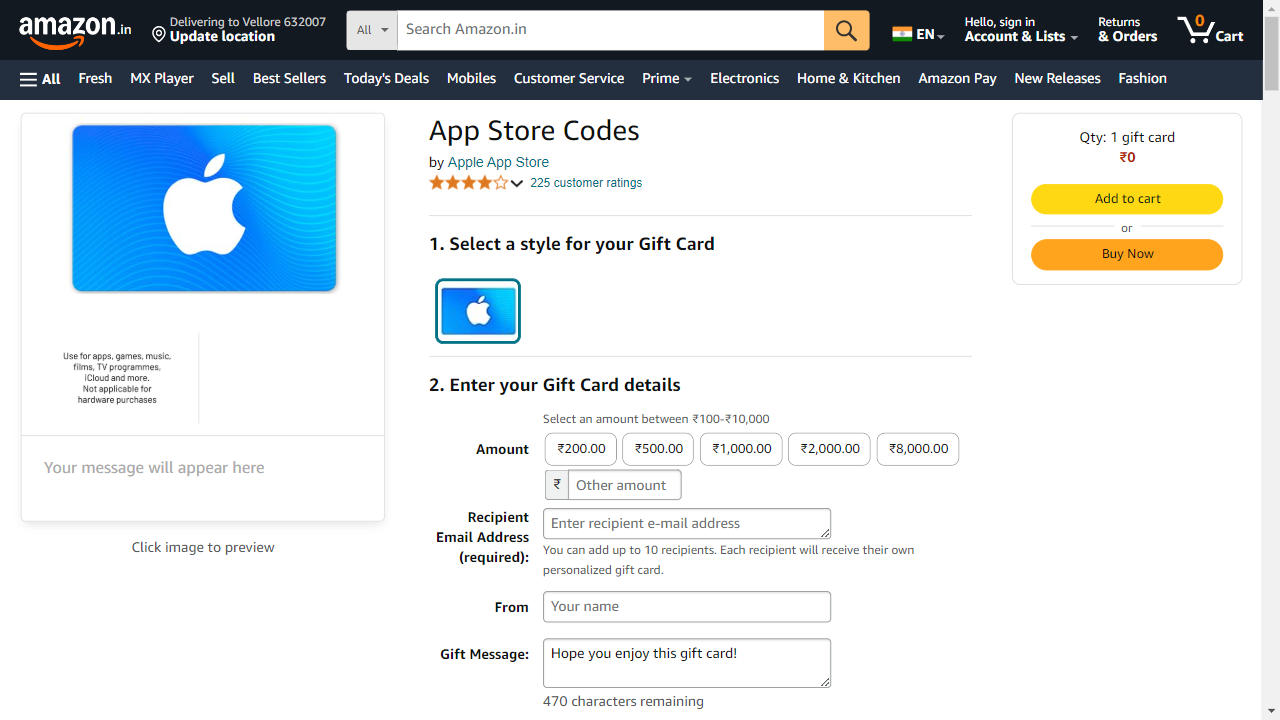 amazon.in
Delivering to Vellore 632007
Update location
All
Search Amazon.in
EN
Hello, sign in
Account & Lists
Returns
& Orders
0
Cart
All
Fresh
MX Player
Sell
Best Sellers
Today's Deals
Mobiles
Customer Service
Prime
Electronics
Home & Kitchen
Amazon Pay
New Releases
Fashion
Use for apps, games, music,
films, TV programmes,
iCloud and more.
Not applicable for
hardware purchases
Your message will appear here
Click image to preview
App Store Codes
by Apple App Store
225 customer ratings
1. Select a style for your Gift Card
2. Enter your Gift Card details
Select an amount between ₹100-₹10,000
Amount
₹200.00
₹500.00
₹1,000.00
₹2,000.00
₹8,000.00
₹
Other amount
Recipient
Email Address
(required):
Enter recipient e-mail address
You can add up to 10 recipients. Each recipient will receive their own
personalized gift card.
From
Your name
Gift Message:
Hope you enjoy this gift card!
470 characters remaining
Qty: 1 gift card
₹0
Add to cart
or
Buy Now